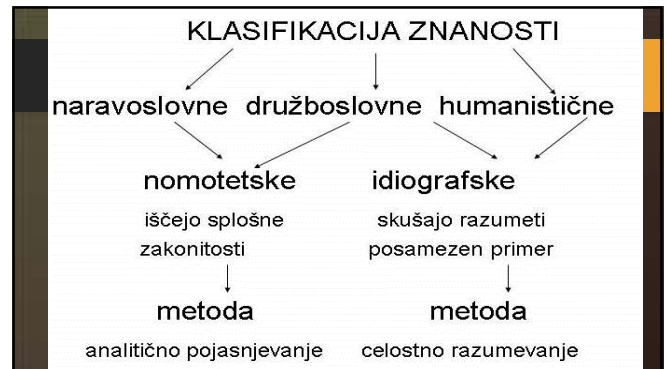 KLASIFIKACIJA ZNANOSTI
naravoslovne družboslovne humanistične
nomotetske idiografske
iščejo splošne skušajo razumeti
zakonitosti posamezen primer
metoda metoda
analitično pojasnjevanje celostno razumevanje